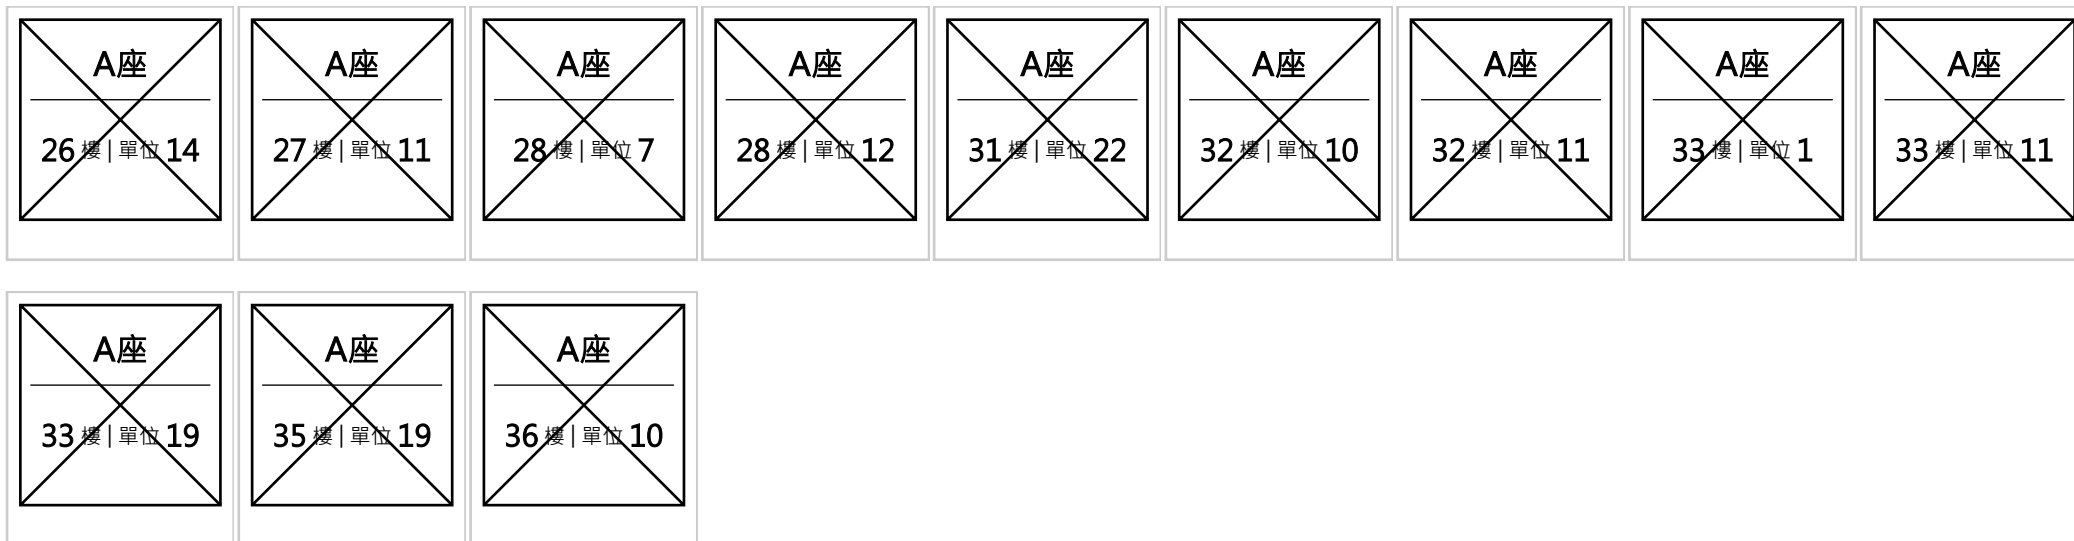 A座
26 樓 | 單位 14
A座
27 樓 | 單位 11
A座
28 樓 | 單位 7
A座
28 樓 | 單位 12
A座
31 樓 | 單位 22
A座
32 樓 | 單位 10
A座
32 樓 | 單位 11
A座
33 樓 | 單位 1
A座
33 樓 | 單位 11
A座
33 樓 | 單位 19
A座
35 樓 | 單位 19
A座
36 樓 | 單位 10